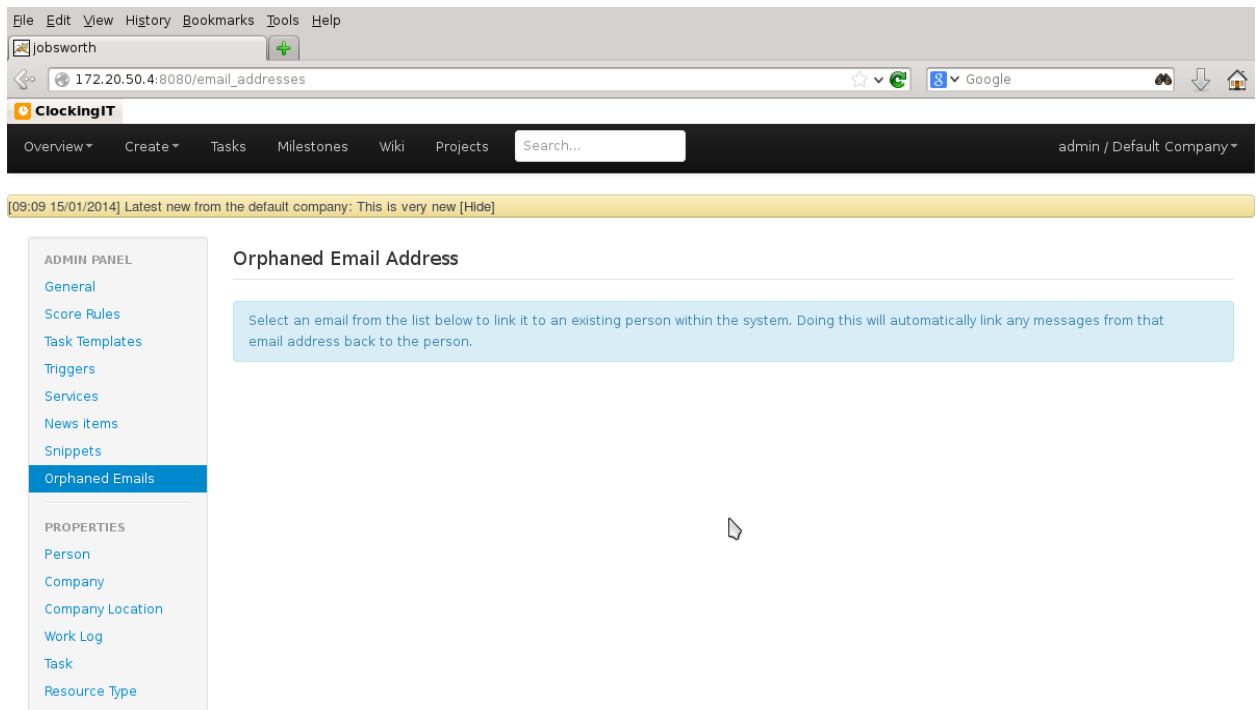 File Edit View History Bookmarks Tools Help
jobsworth
172.20.50.4:8080/email_addresses
Google
ClockingIT
Overview Create Tasks Milestones Wiki Projects Search... admin / Default Company
[09:09 15/01/2014] Latest new from the default company: This is very new [Hide]
ADMIN PANEL
General
Score Rules
Task Templates
Triggers
Services
News items
Snippets
Orphaned Emails
PROPERTIES
Person
Company
Company Location
Work Log
Task
Resource Type
Orphaned Email Address
Select an email from the list below to link it to an existing person within the system. Doing this will automatically link any messages from that
email address back to the person.